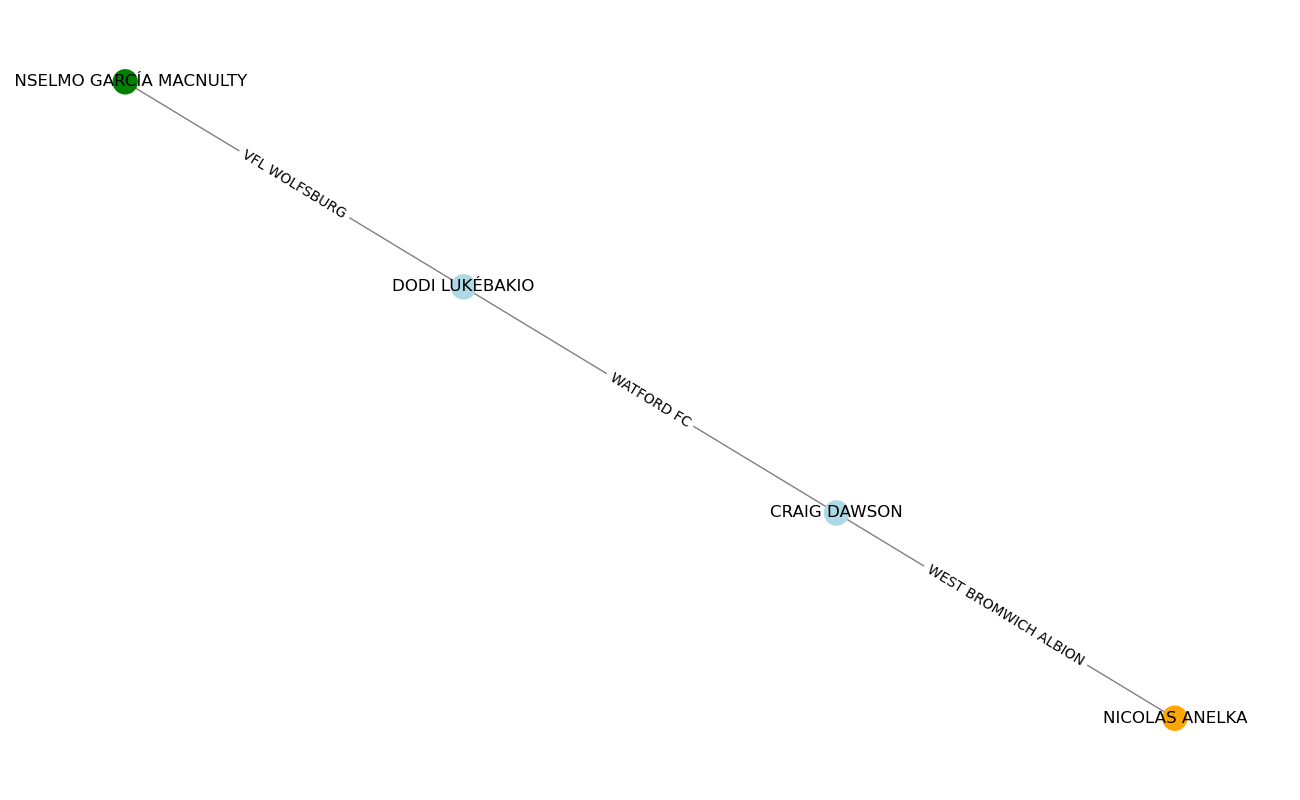 NSELMO GARCÍA MACNULTY
VFL WOLFSBURG
DODI LUKÉBAKIO
WATFORD FC
CRAIG DAWSON
WEST BROMWICH ALBION
NICOLAS ANELKA